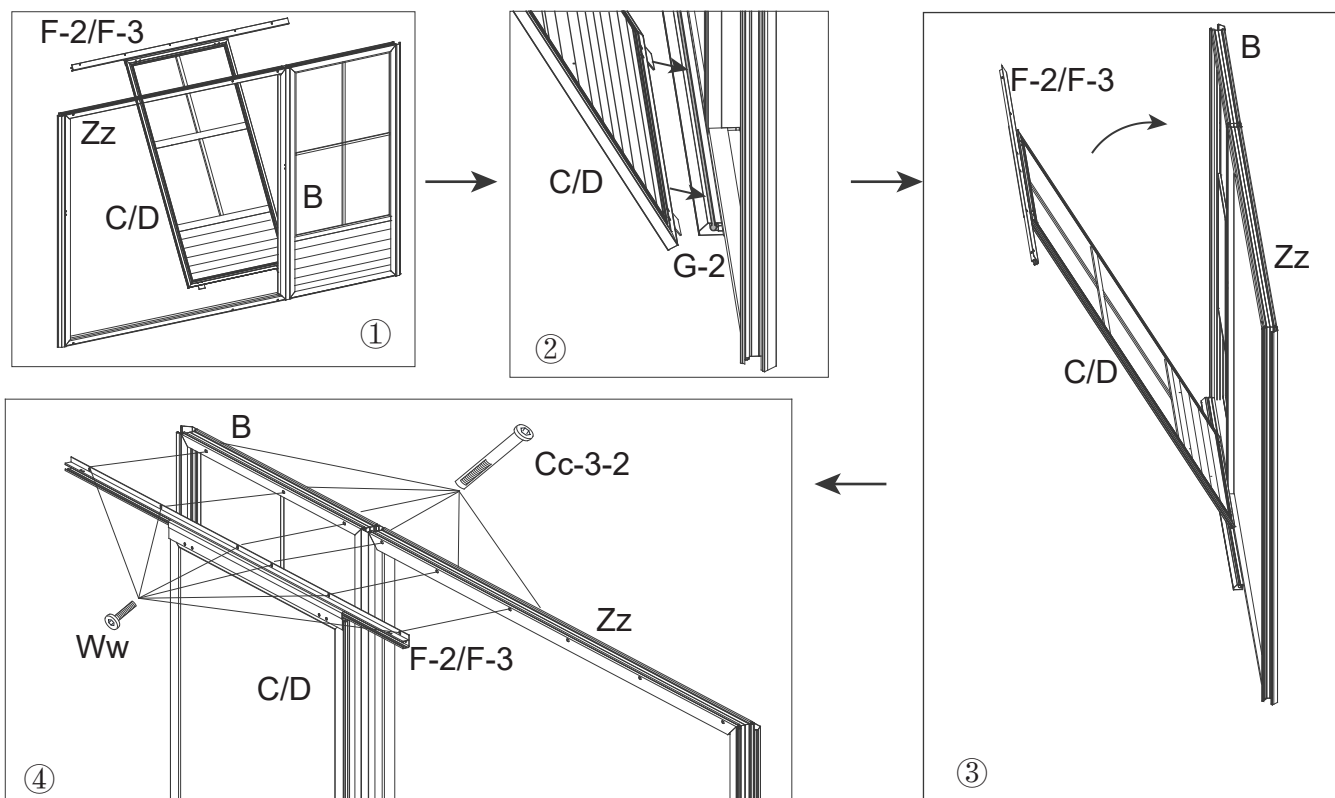 F-2/F-3
Zz
C/D
B
①
C/D
G-2
②
B
F-2/F-3
Zz
C/D
③
B
Cc-3-2
Zz
Ww
F-2/F-3
C/D
④